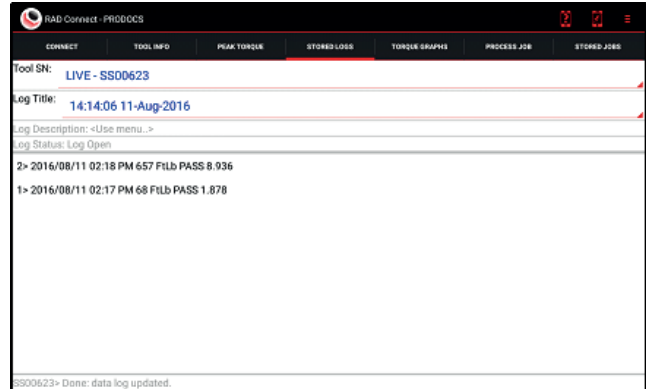 RAD Connect - PRODOCS
CONNECT TOOL INFO PEAK TORQUE STORED LOGS TORQUE GRAPHS PROCESS JOB STORED JOBS
Tool SN: LIVE - SS00623
Log Title: 14:14:06 11-Aug-2016
Log Description: <Use menu..>
Log Status: Log Open
2> 2016/08/11 02:18 PM 657 FtLb PASS 8.936
1> 2016/08/11 02:17 PM 68 FtLb PASS 1.878
SS00623> Done: data log updated.